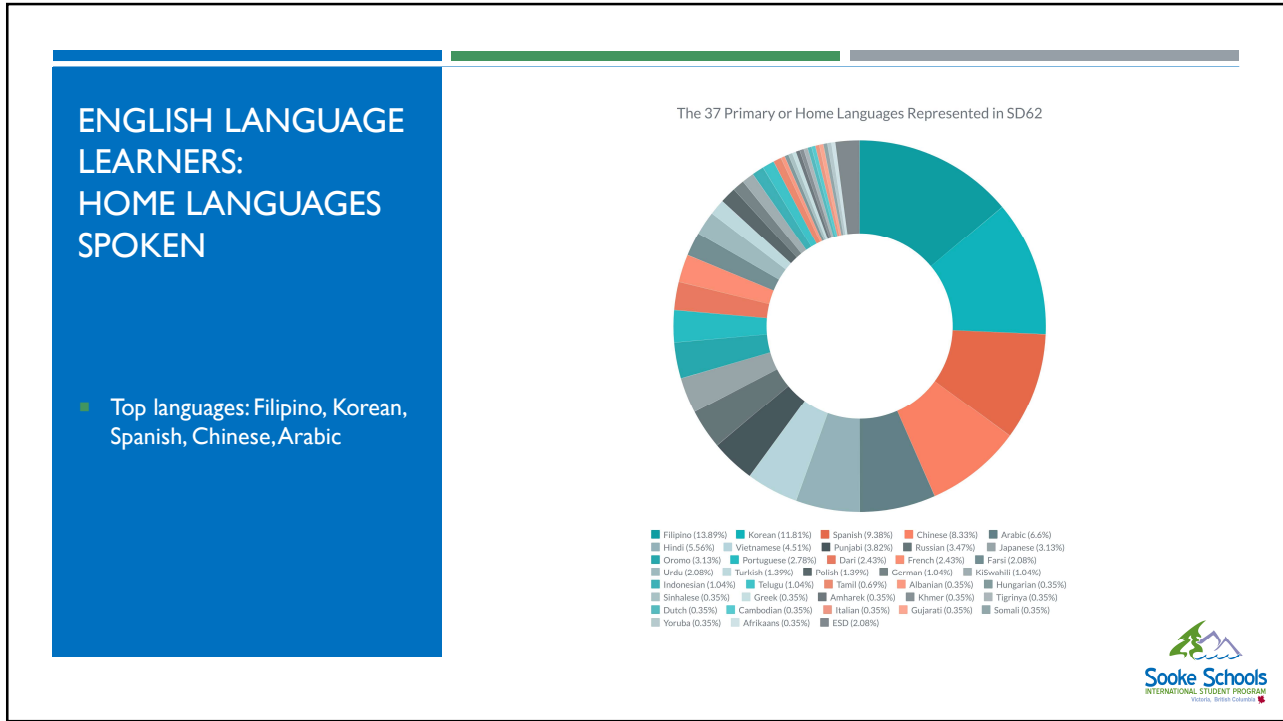 ENGLISH LANGUAGE
LEARNERS:
HOME LANGUAGES
SPOKEN
Top languages: Filipino, Korean,
Spanish, Chinese, Arabic
The 37 Primary or Home Languages Represented in SD62
Filipino (13.89%) Korean (11.81%) Spanish (9.38%) Chinese (8.33%) Arabic (6.6%)
Hindi (5.56%) Vietnamese (4.51%) Punjabi (3.82%) Russian (3.47%) Japanese (3.13%)
Oromo (3.13%) Portuguese (2.78%) Dari (2.43%) French (2.43%) Farsi (2.08%)
Urdu (2.08%) Turkish (1.39%) Polish (1.39%) German (1.04%) KiSwahili (1.04%)
Indonesian (1.04%) Telugu (1.04%) Tamil (0.69%) Albanian (0.35%) Hungarian (0.35%)
Sinhalese (0.35%) Greek (0.35%) Amharek (0.35%) Khmer (0.35%) Tigrinya (0.35%)
Dutch (0.35%) Cambodian (0.35%) Italian (0.35%) Gujarati (0.35%) Somali (0.35%)
Yoruba (0.35%) Afrikaans (0.35%) ESD (2.08%)
Sooke Schools
INTERNATIONAL STUDENT PROGRAM
Victoria, British Columbia